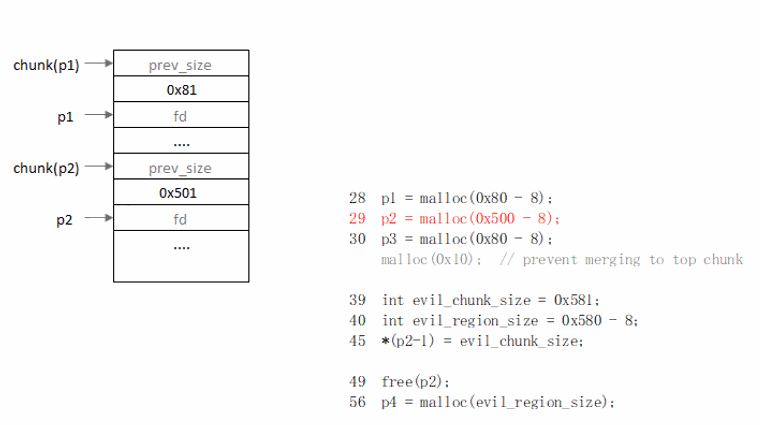 chunk(p1)
prev_size
0x81
p1
fd
....
chunk(p2)
prev_size
0x501
p2
fd
....
28 p1 = malloc(0x80 - 8);
29 p2 = malloc(0x500 - 8);
30 p3 = malloc(0x80 - 8);
malloc(0x10); // prevent merging to top chunk
39 int evil_chunk_size = 0x581;
40 int evil_region_size = 0x580 - 8;
45 *(p2-1) = evil_chunk_size;
49 free(p2);
56 p4 = malloc(evil_region_size);